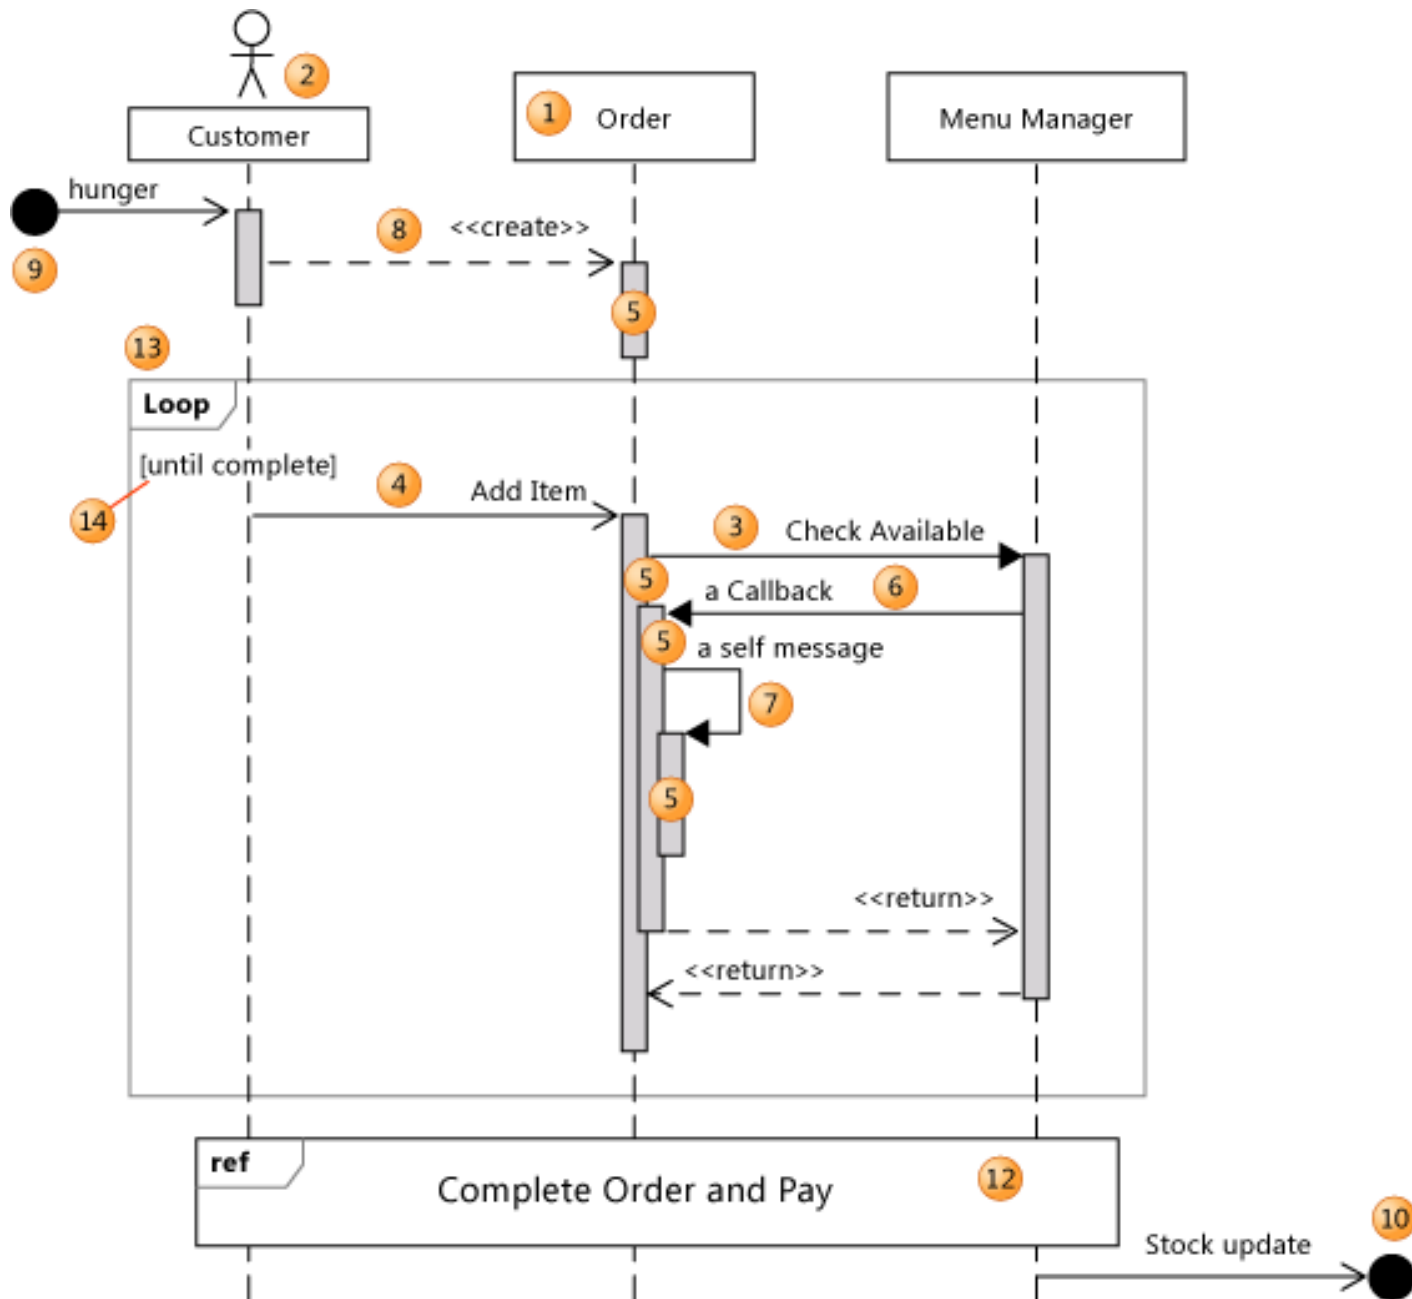 2
1
Order
Menu Manager
Customer
hunger
8
<<create>>
9
5
13
Loop
[until complete]
4
Add Item
14
3
Check Available
5
a Callback
6
5
a self message
7
5
<<return>>
<<return>>
ref
Complete Order and Pay
12
10
Stock update